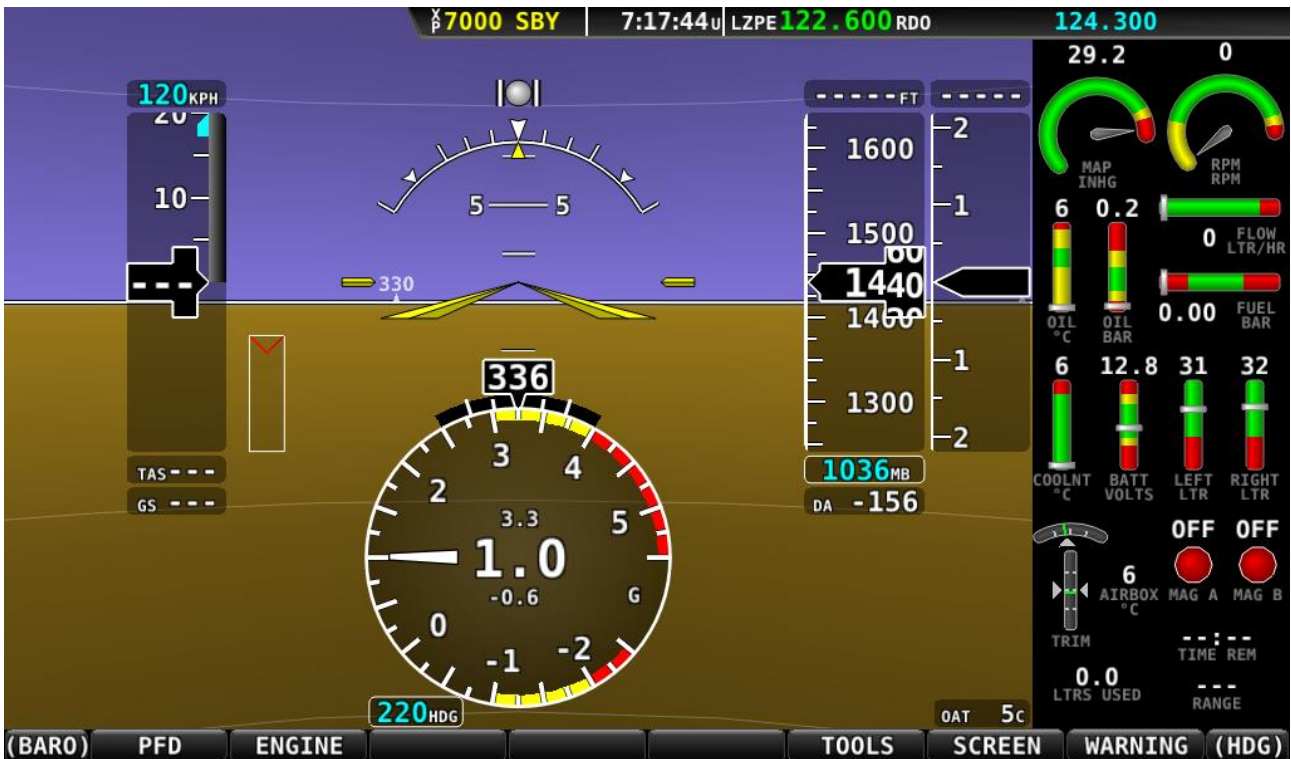 XP 7000 SBY 7:17:44U LZPE 122.600 RDO 124.300
120KPH
20
10
---
TAS ---
GS ---
5 5
330
336
3 4
2 5
3.3
1.0
-0.6
G
0
-1 -2
220HDG
-----FT -----
1600
1500
60
1440
1400
1300
2
1
1
2
1036MB
DA -156
OAT 5C
29.2 0
MAP
INHG
RPM
RPM
6 0.2
0 FLOW
LTR/HR
OIL
°C
OIL
BAR
0.00 FUEL
BAR
6 12.8 31 32
COOLNT
°C
BATT
VOLTS
LEFT
LTR
RIGHT
LTR
OFF OFF
6
AIRBOX
°C
MAG A MAG B
TRIM
--:--
TIME REM
0.0
LTRS USED
---
RANGE
(BARO) PFD ENGINE TOOLS SCREEN WARNING (HDG)